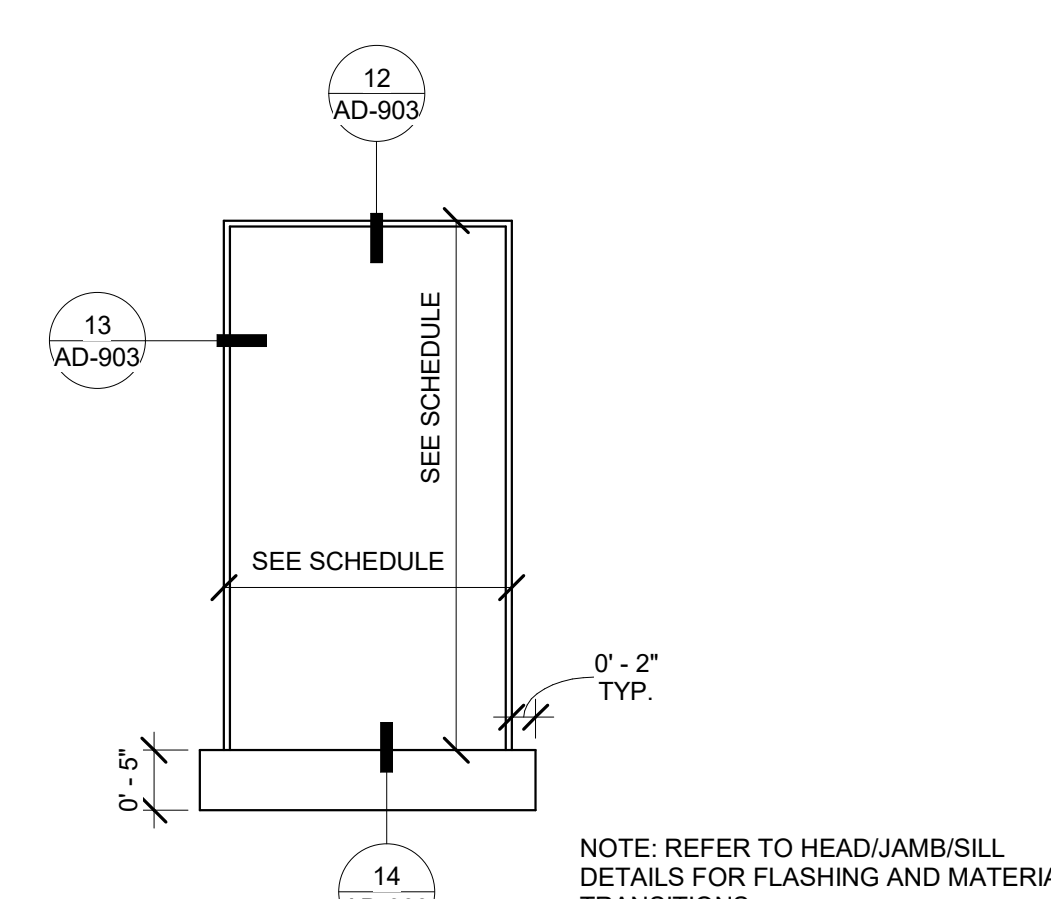 12
AD-903
13
AD-903
SEE SCHEDULE
SEE SCHEDULE
0' - 2"
TYP.
0' - 5"
14
NOTE: REFER TO HEAD/JAMB/SILL
DETAILS FOR FLASHING AND